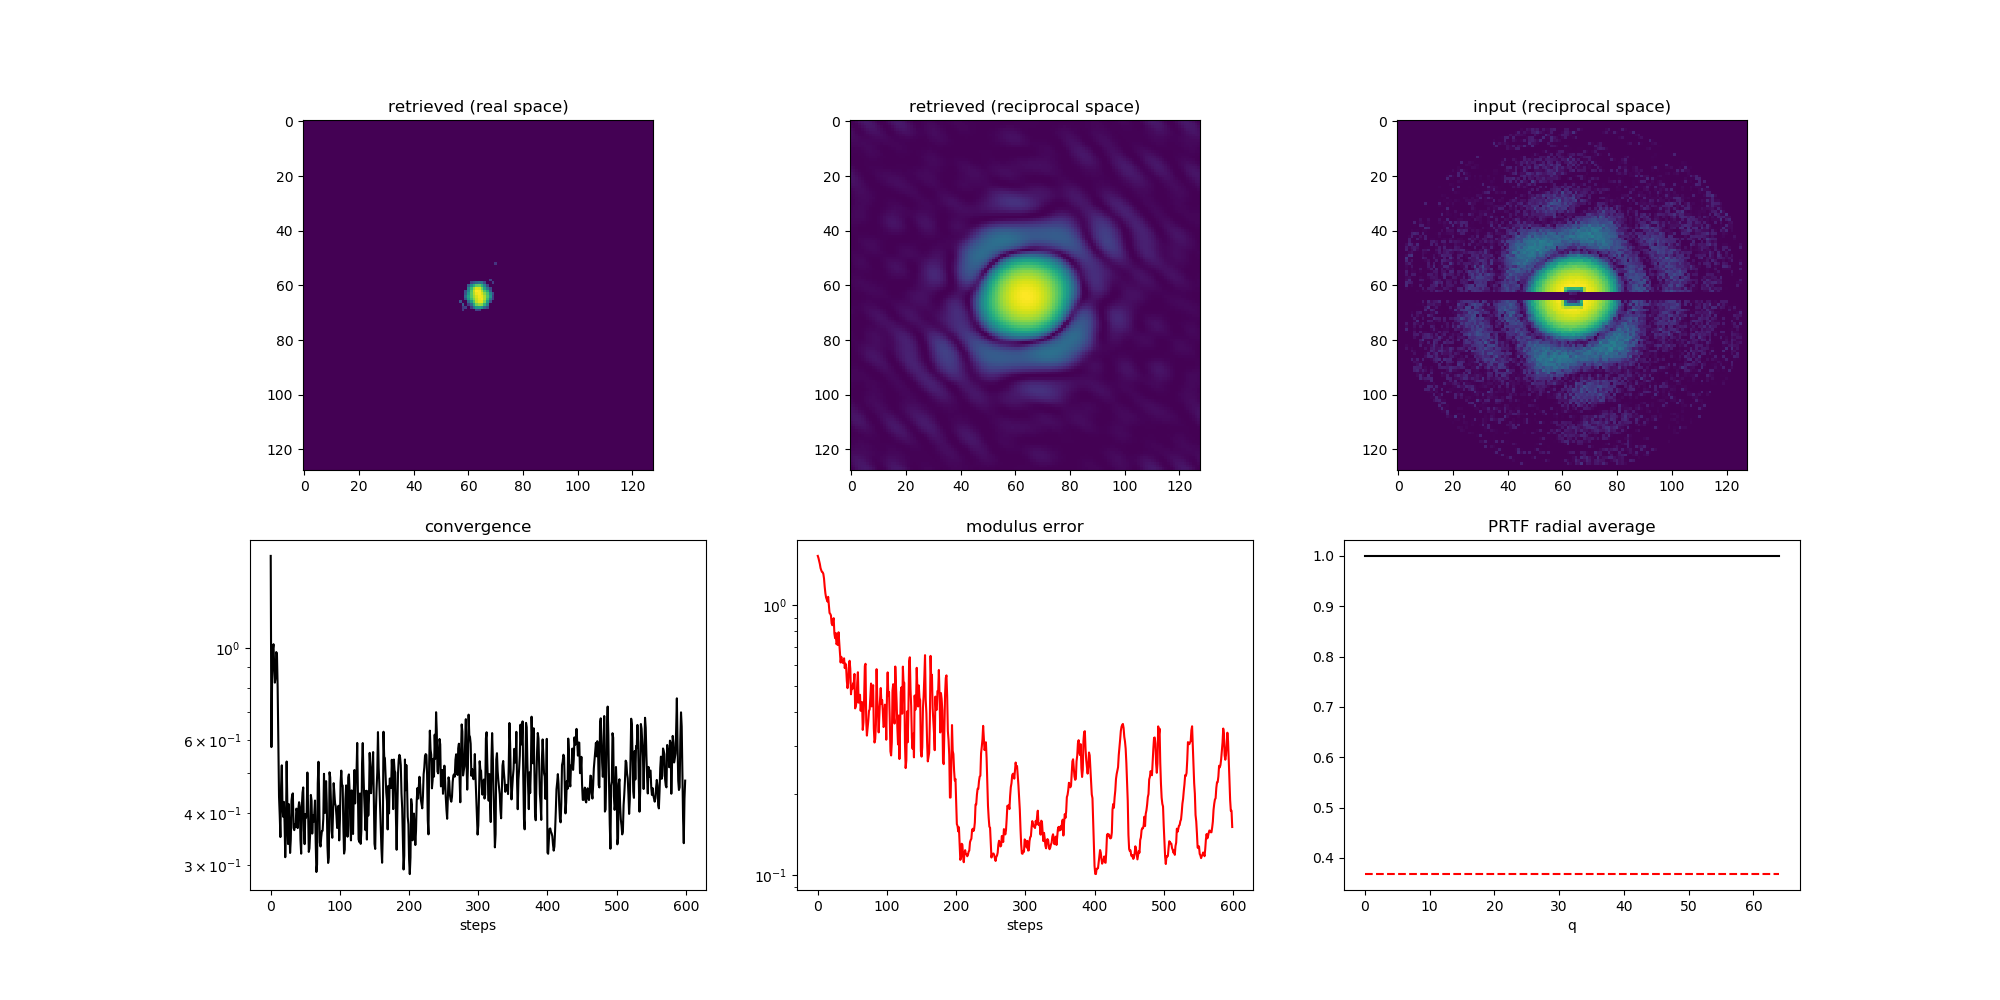 retrieved (real space)
0
20
40
60
80
100
120
0 20 40 60 80 100 120
retrieved (reciprocal space)
0
20
40
60
80
100
120
0 20 40 60 80 100 120
input (reciprocal space)
0
20
40
60
80
100
120
0 20 40 60 80 100 120
convergence
10⁰
6 × 10⁻¹
4 × 10⁻¹
3 × 10⁻¹
0 100 200 300 400 500 600
steps
modulus error
10⁰
10⁻¹
0 100 200 300 400 500 600
steps
PRTF radial average
1.0
0.9
0.8
0.7
0.6
0.5
0.4
0 10 20 30 40 50 60
q